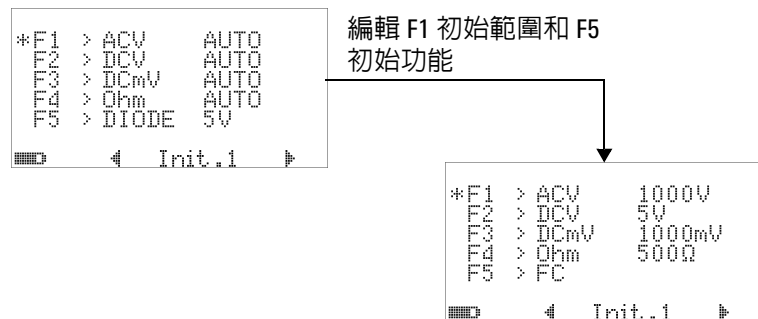 *F1 > ACV AUTO
F2 > DCV AUTO
F3 > DCmV AUTO
F4 > Ohm AUTO
F5 > DIODE 5V
Init.1
編輯 F1 初始範圍和 F5
初始功能
*F1 > ACV 1000V
F2 > DCV 5V
F3 > DCmV 1000mV
F4 > Ohm 500Ω
F5 > FC
Init.1